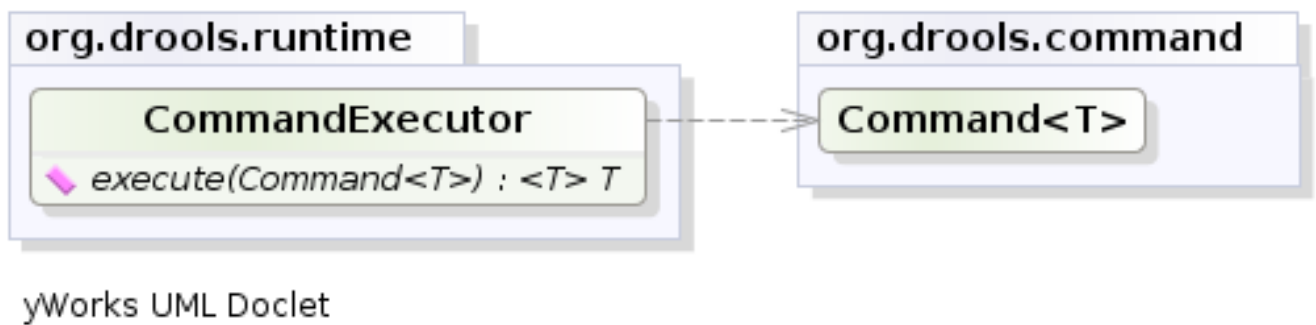 org.drools.runtime
CommandExecutor
execute(Command<T>) : <T> T
org.drools.command
Command<T>
yWorks UML Doclet